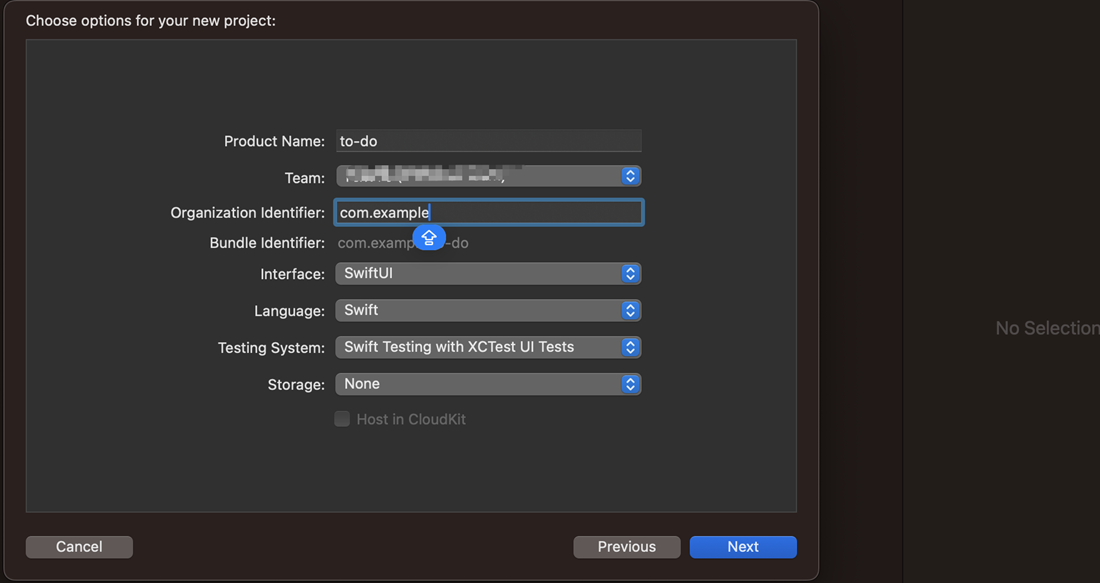 Choose options for your new project:
Product Name: to-do
Team:
Organization Identifier: com.example
Bundle Identifier: com.examp -do
Interface: SwiftUI
Language: Swift
Testing System: Swift Testing with XCTest UI Tests
Storage: None
Host in CloudKit
No Selection
Cancel Previous Next